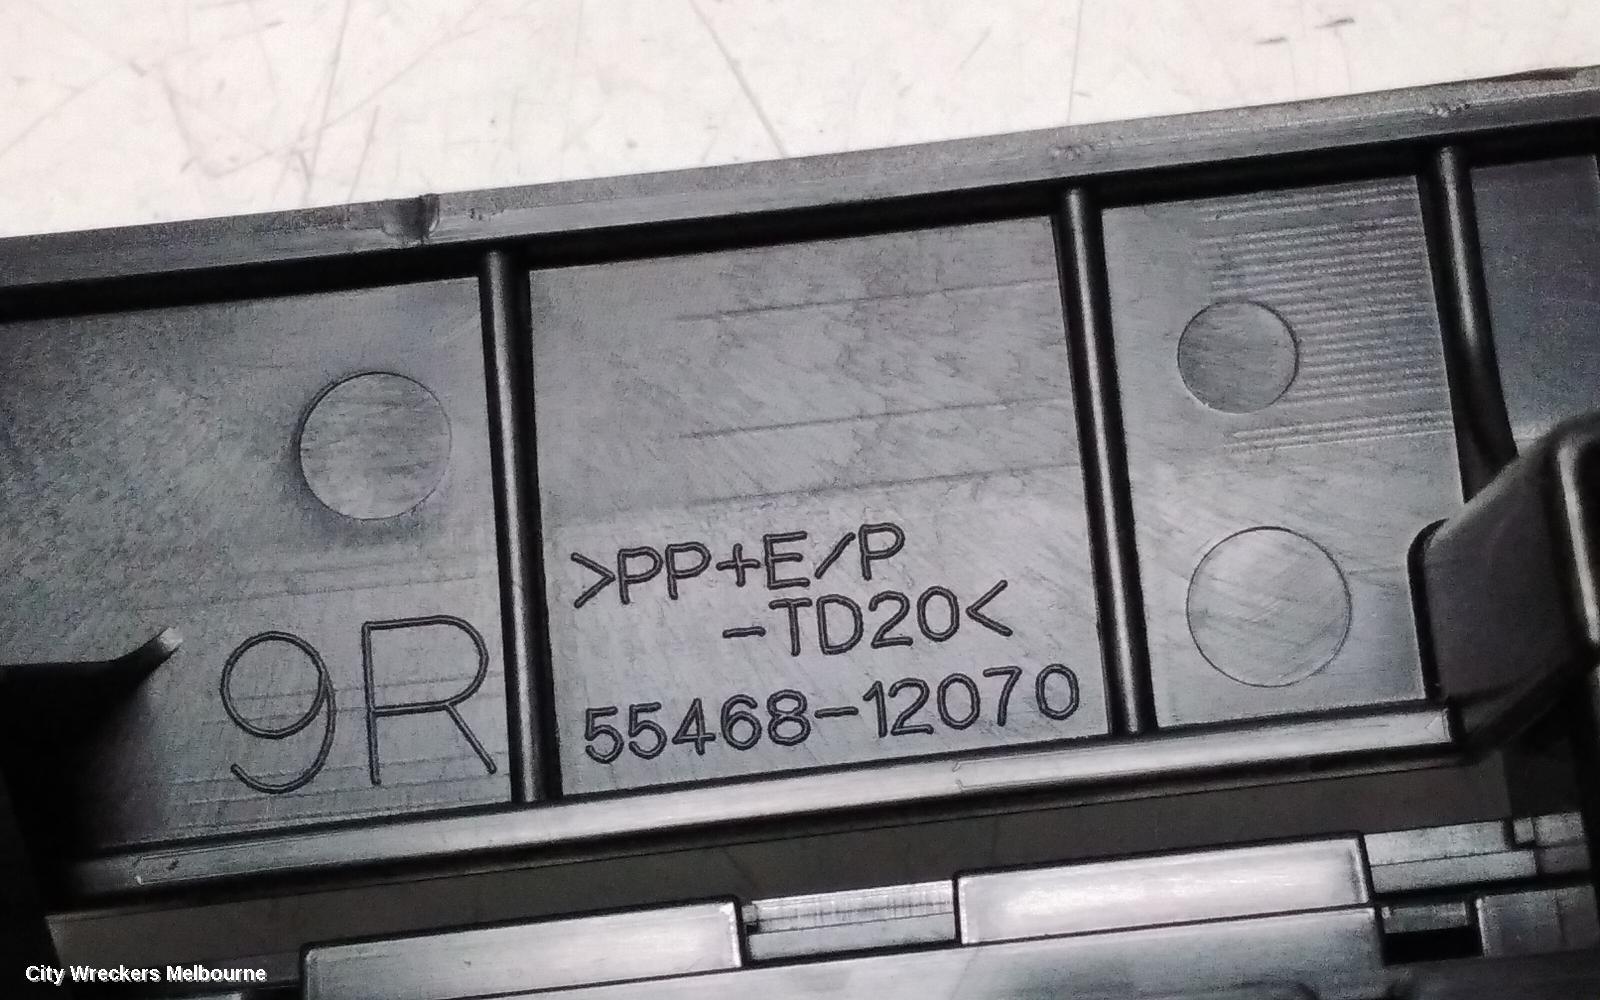 >PP+E/P
-TD20<
9R
55468-12070
City Wreckers Melbourne